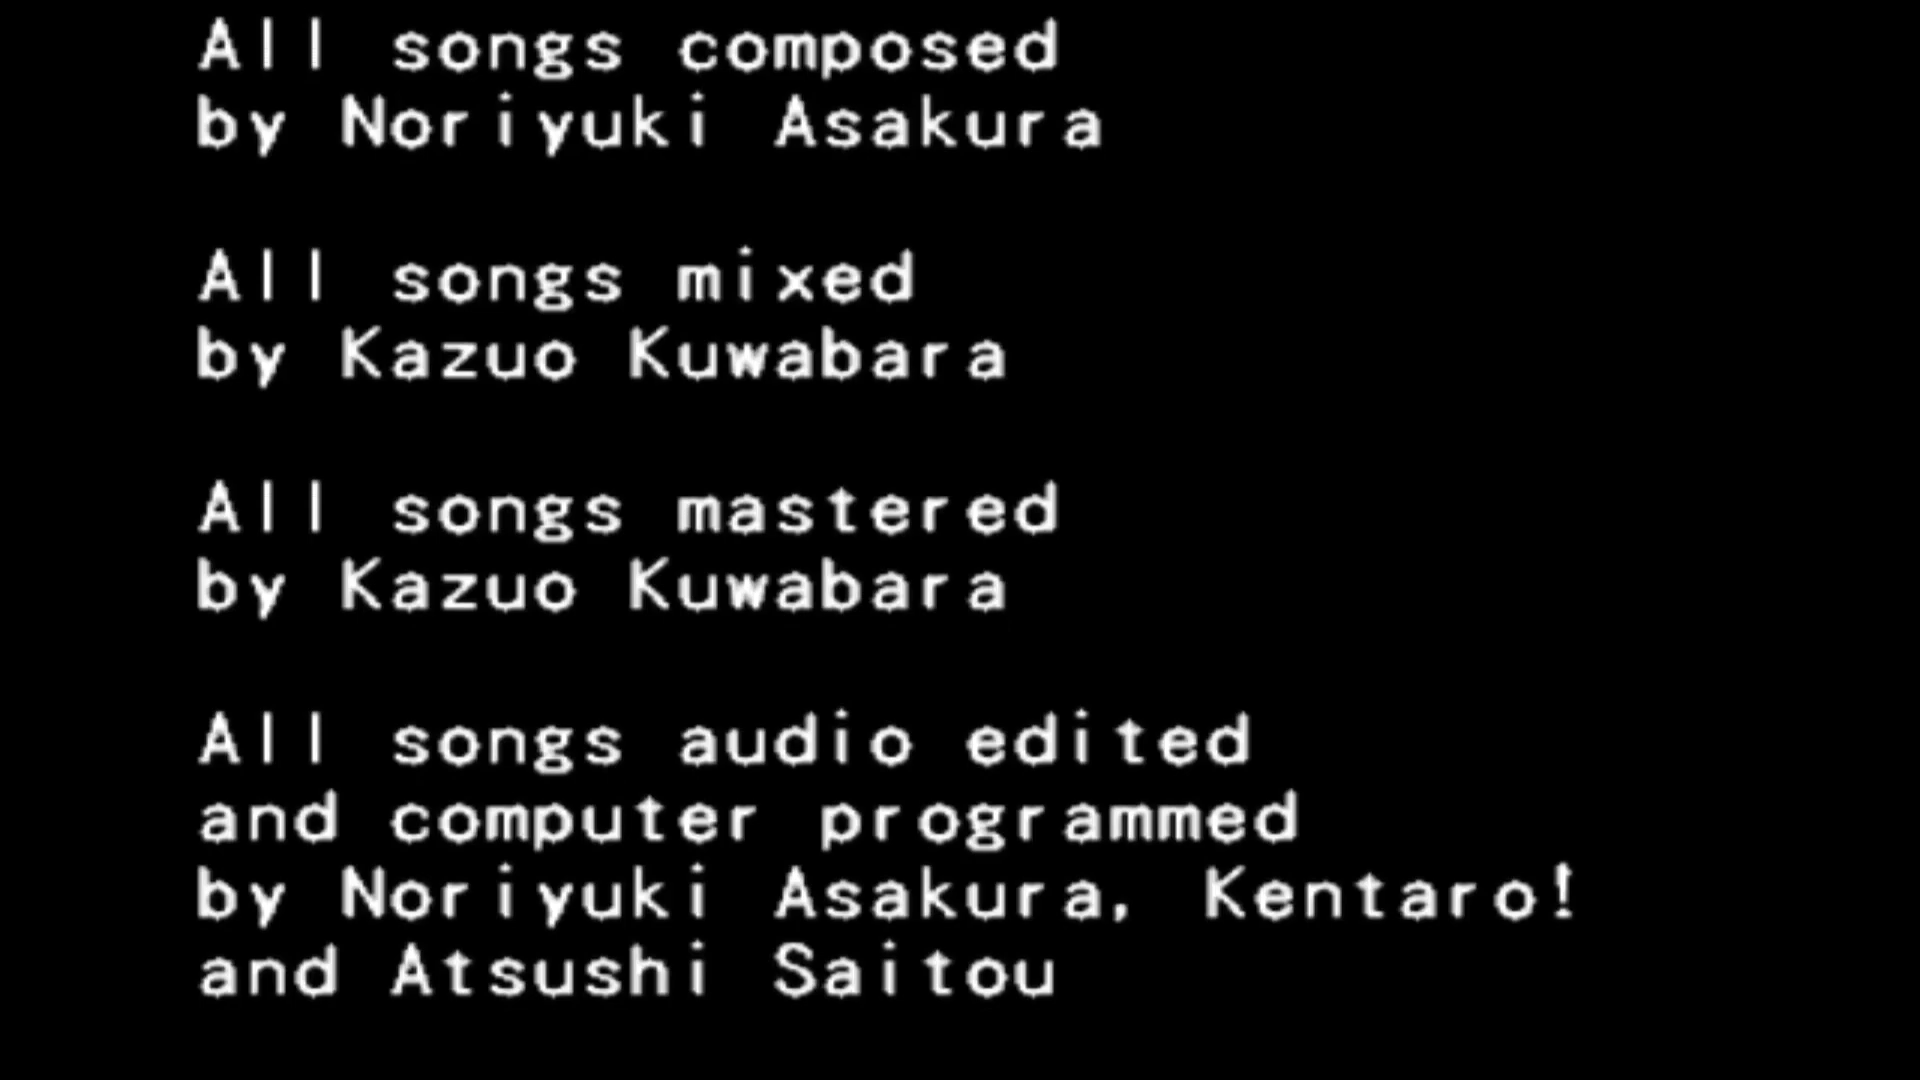 All songs composed
by Noriyuki Asakura
All songs mixed
by Kazuo Kuwabara
All songs mastered
by Kazuo Kuwabara
All songs audio edited
and computer programmed
by Noriyuki Asakura, Kentaro!
and Atsushi Saitou